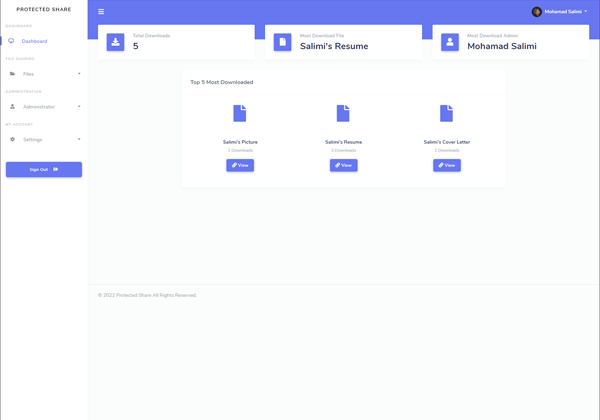 PROTECTED SHARE
Mohamad Salimi
DASHBOARD
Dashboard
FILE SHARING
Files
ADMINISTRATION
Administrator
MY ACCOUNT
Settings
Sign Out
Total Downloads
5
Most Download File
Salimi's Resume
Most Download Admin
Mohamad Salimi
Top 5 Most Downloaded
Salimi's Picture
Salimi's Resume
Salimi's Cover Letter
1 Downloads
3 Downloads
1 Downloads
View
View
View
© 2022 Protected Share All Rights Reserved.